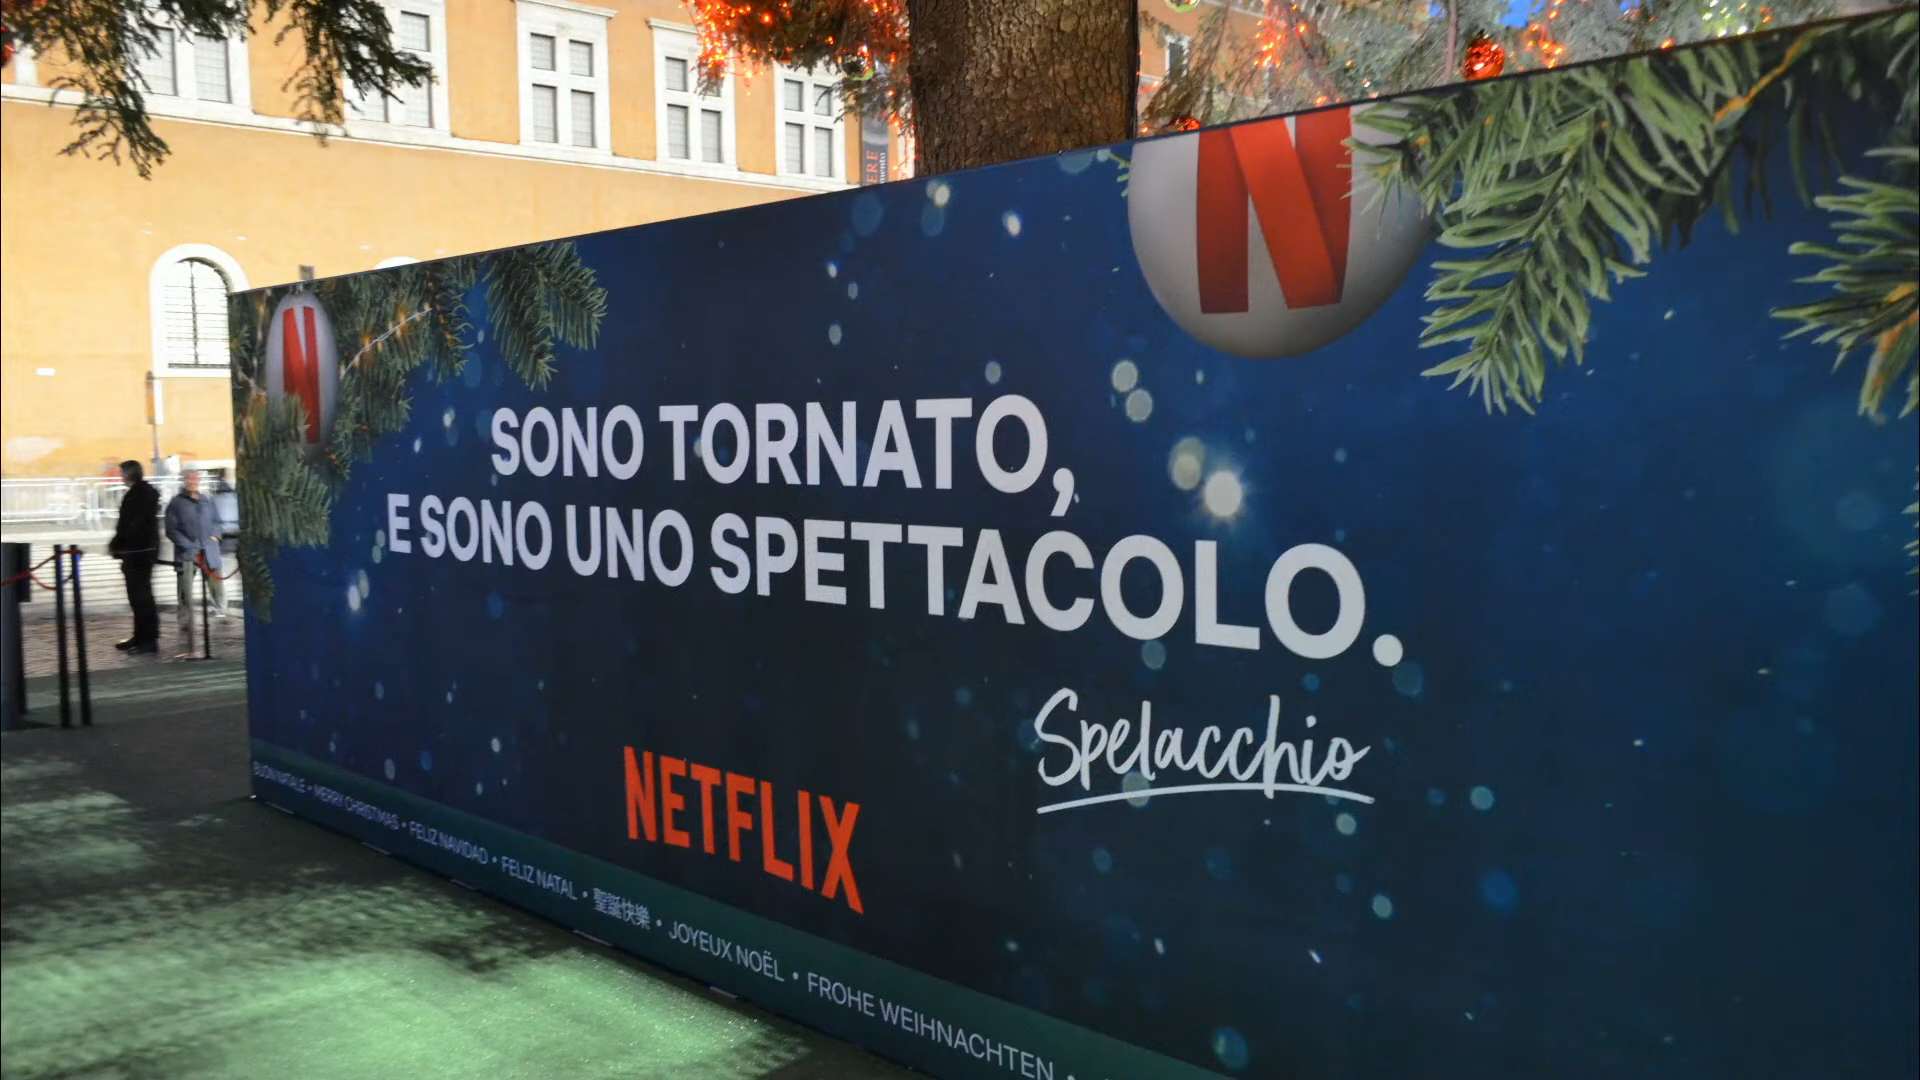 SONO TORNATO,
E SONO UNO SPETTACOLO.
Spelacchio
NETFLIX
BUON NATALE • MERRY CHRISTMAS • FELIZ NAVIDAD • FELIZ NATAL • 聖誕快樂 • JOYEUX NOËL • FROHE WEIHNACHTEN •
N
N